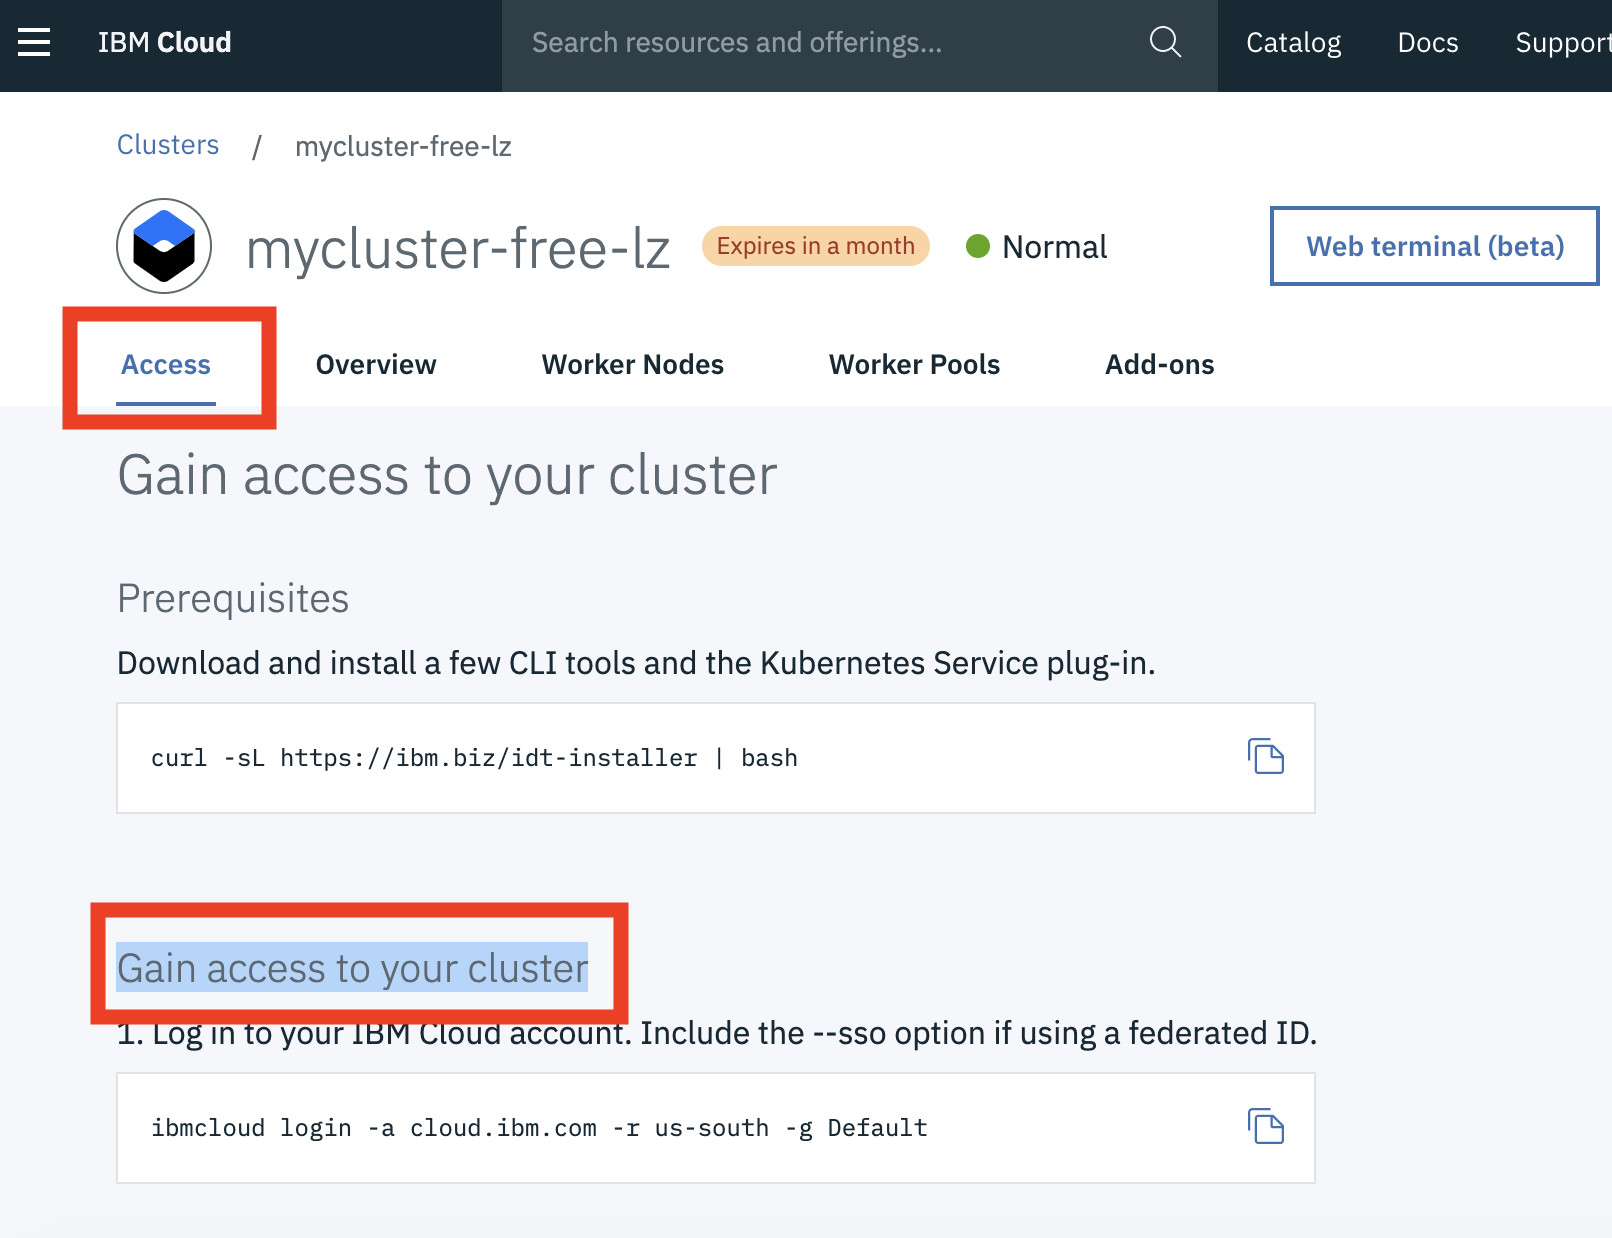 IBM Cloud Search resources and offerings... Catalog Docs Support
Clusters / mycluster-free-lz
mycluster-free-lz Expires in a month Normal Web terminal (beta)
Access Overview Worker Nodes Worker Pools Add-ons
Gain access to your cluster
Prerequisites
Download and install a few CLI tools and the Kubernetes Service plug-in.
curl -sL https://ibm.biz/idt-installer | bash
Gain access to your cluster
1. Log in to your IBM Cloud account. Include the --sso option if using a federated ID.
ibmcloud login -a cloud.ibm.com -r us-south -g Default